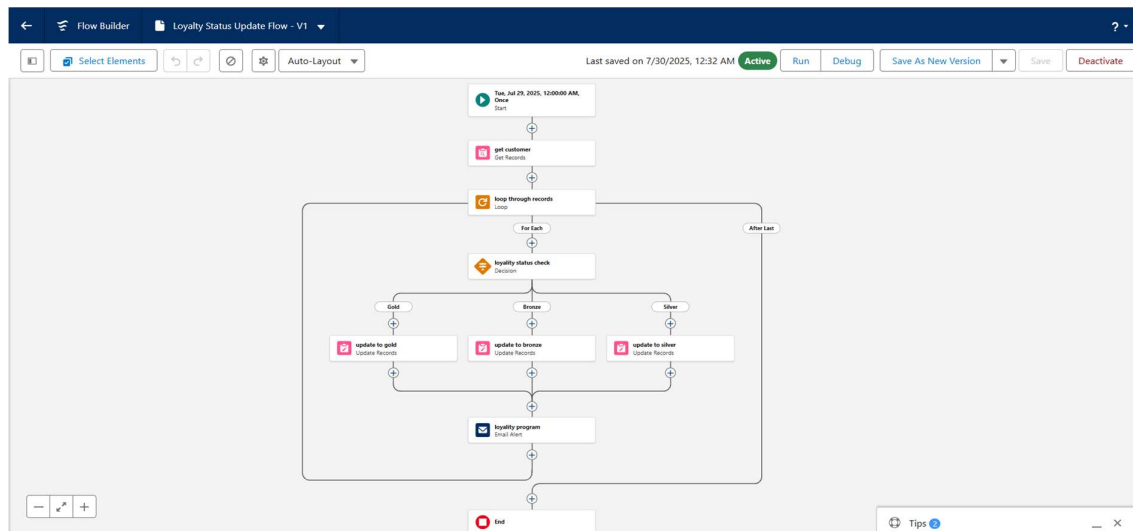 Flow Builder
Loyalty Status Update Flow - V1
?
Select Elements
Auto-Layout
Last saved on 7/30/2025, 12:32 AM
Active
Run
Debug
Save As New Version
Save
Deactivate
Tue, Jul 29, 2025, 12:00:00 AM,
Once
Start
get customer
Get Records
loop through records
Loop
For Each
After Last
loyality status check
Decision
Gold
Bronze
Silver
update to gold
Update Records
update to bronze
Update Records
update to silver
Update Records
loyality program
Email Alert
End
Tips 2